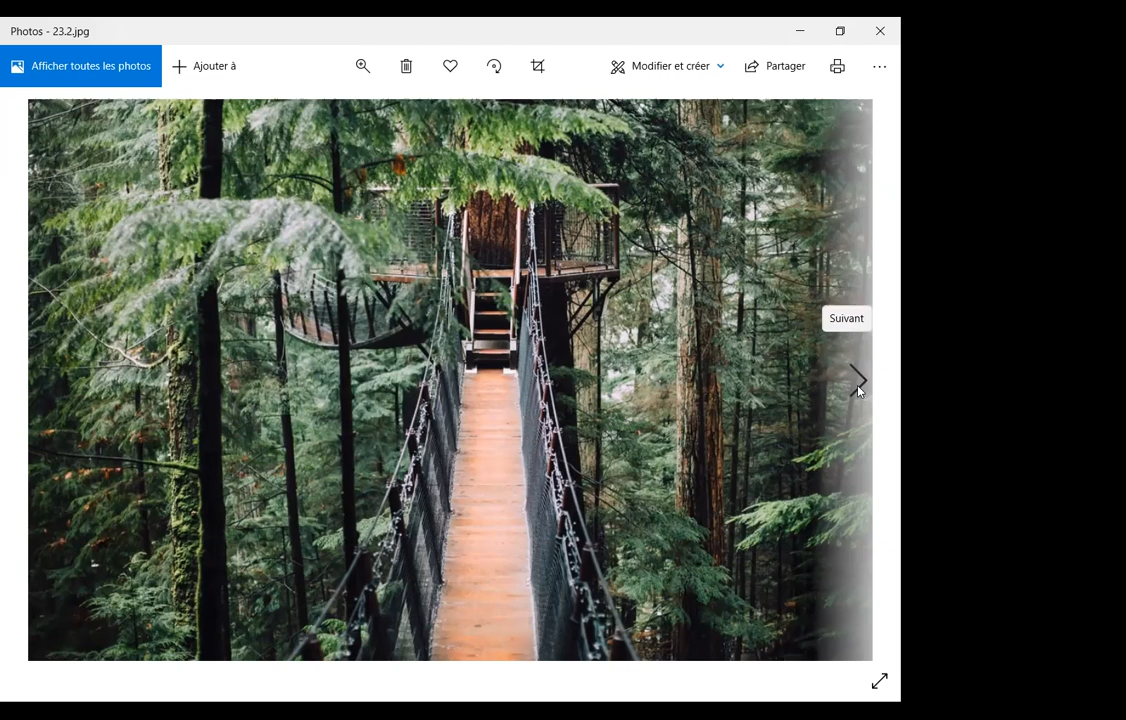 Photos - 23.2.jpg
Afficher toutes les photos
Ajouter à
Modifier et créer
Partager
Suivant